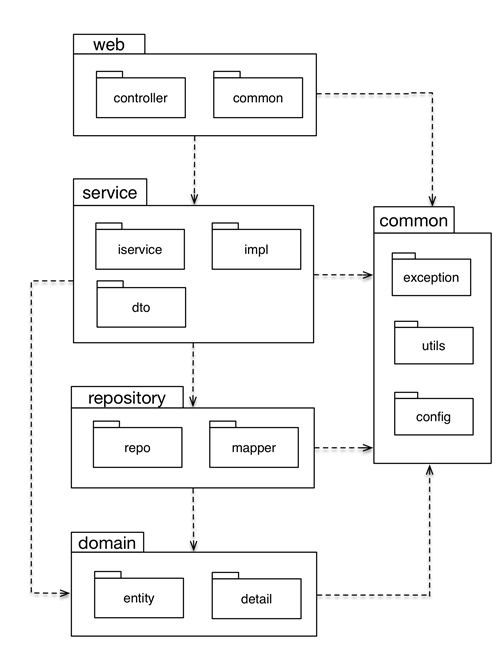 web
controller
common
service
iservice
impl
dto
common
exception
utils
config
repository
repo
mapper
domain
entity
detail